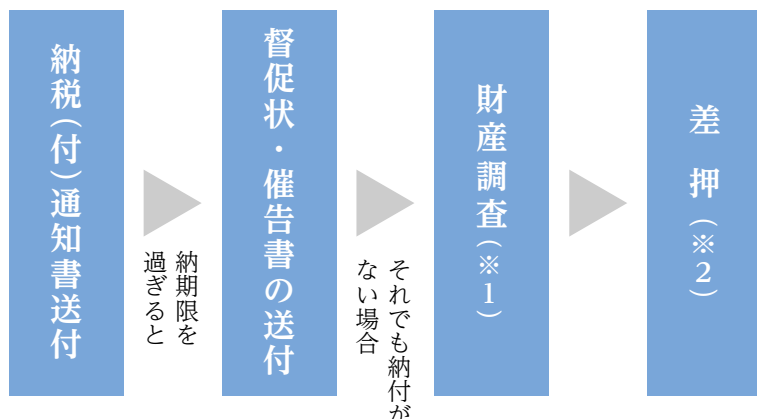 納税(付)通知書送付
納期限を
過ぎると
督促状・催告書の送付
それでも納付が
ない場合
財産調査(※1)
差押(※2)